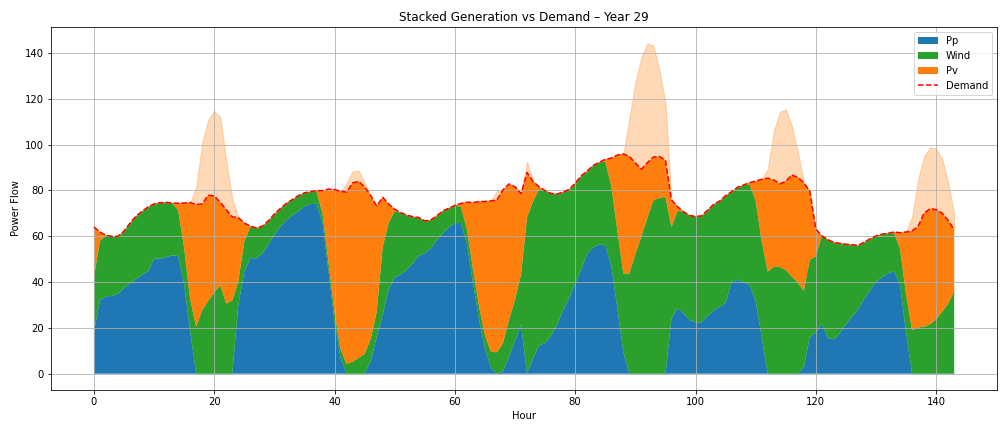 Stacked Generation vs Demand – Year 29
Pp
Wind
Pv
Demand
Power Flow
140
120
100
80
60
40
20
0
0 20 40 60 80 100 120 140
Hour